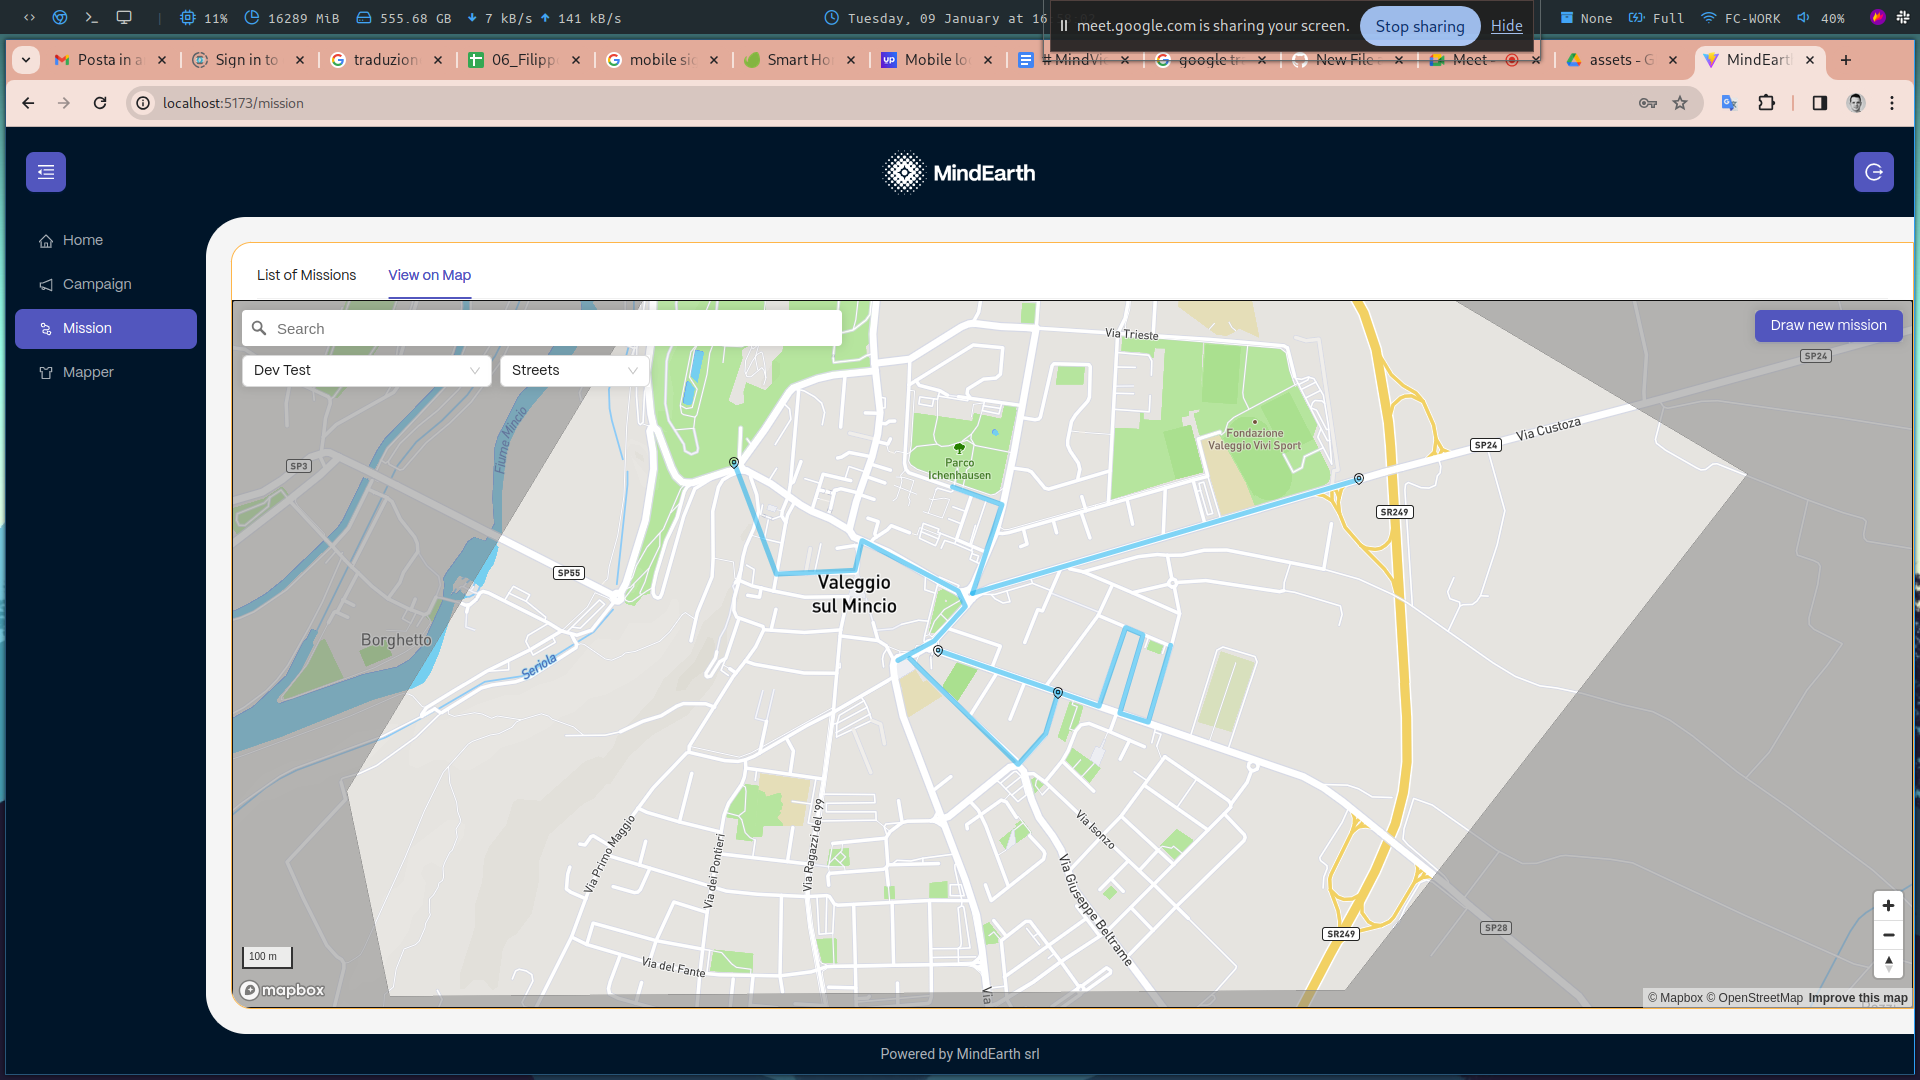 11%
16289 MiB
555.68 GB
7 kB/s
141 kB/s
Tuesday, 09 January at 16
meet.google.com is sharing your screen.
Stop sharing
Hide
None
Full
FC-WORK
40%
Posta in a
Sign in to
traduzion
06_Filipp
mobile si
Smart Ho
Mobile lo
# MindVi
google tr
New File
Meet -
assets - G
MindEart
localhost:5173/mission
MindEarth
Home
Campaign
Mission
Mapper
List of Missions
View on Map
Search
Draw new mission
Dev Test
Streets
Via Trieste
SP24
Fiume Mincio
Fondazione
Valeggio Vivi Sport
Via Custoza
SP24
SP3
Parco
Ichenhausen
SR249
SP55
Valeggio
sul Mincio
Borghetto
Seriola
Via Primo Maggio
Via dei Pontieri
Via Ragazzi del '99
Via Isonzo
Via Giuseppe Beltrame
SR249
SP28
Via del Fante
Via
100 m
mapbox
© Mapbox © OpenStreetMap Improve this map
Powered by MindEarth srl